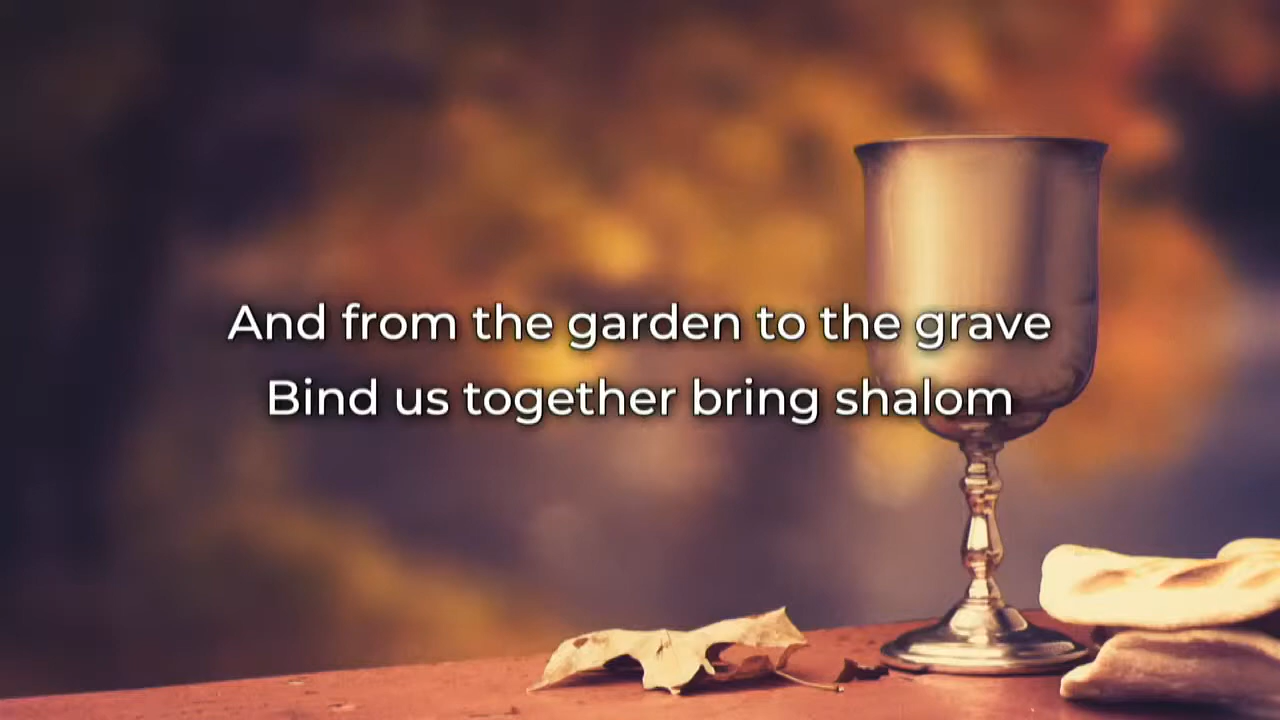 And from the garden to the grave
Bind us together bring shalom